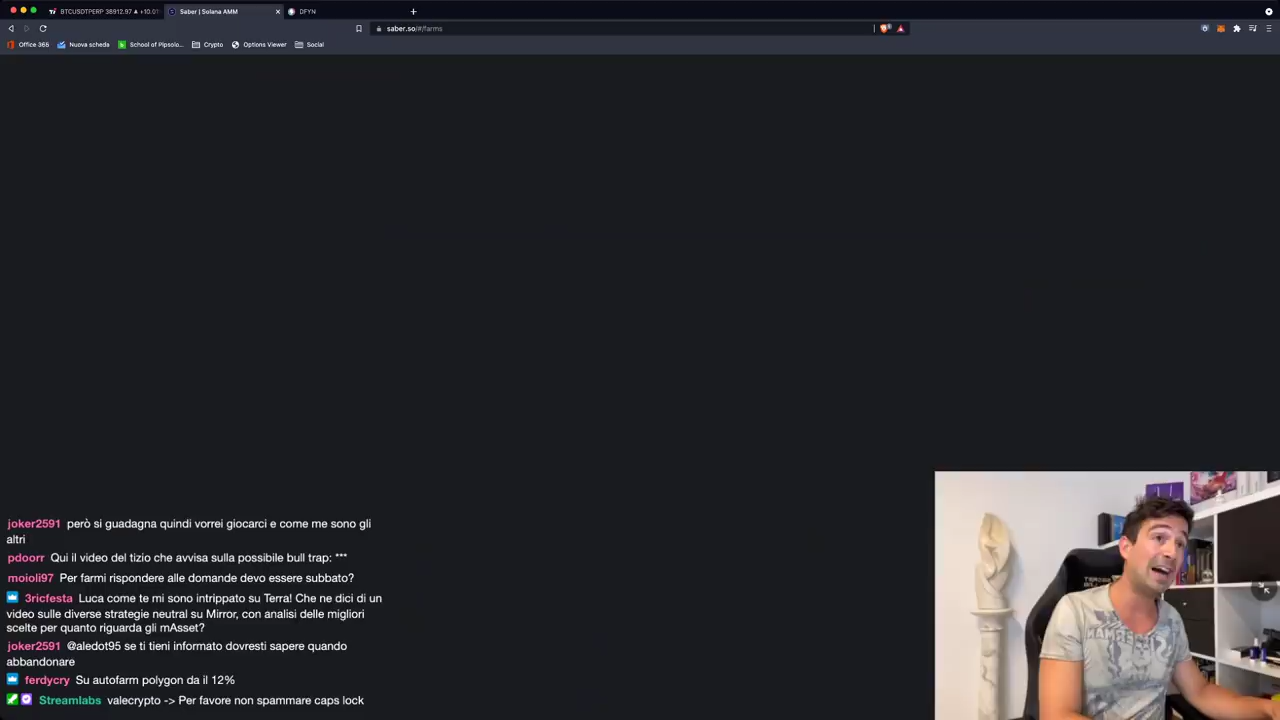 BTCUSDTPERP 38912.97 ▲ +10.0
Saber | Solana AMM
DFYN
saber.so/#/farms
Office 365
Nuova scheda
School of Pipsolo...
Crypto
Options Viewer
Social
joker2591 però si guadagna quindi vorrei giocarci e come me sono gli
altri
pdoorr Qui il video del tizio che avvisa sulla possibile bull trap: ***
moioli97 Per farmi rispondere alle domande devo essere subbato?
3ricfesta Luca come te mi sono intrippato su Terra! Che ne dici di un
video sulle diverse strategie neutral su Mirror, con analisi delle migliori
scelte per quanto riguarda gli mAsset?
joker2591 @aledot95 se ti tieni informato dovresti sapere quando
abbandonare
ferdycry Su autofarm polygon da il 12%
Streamlabs valecrypto -> Per favore non spammare caps lock